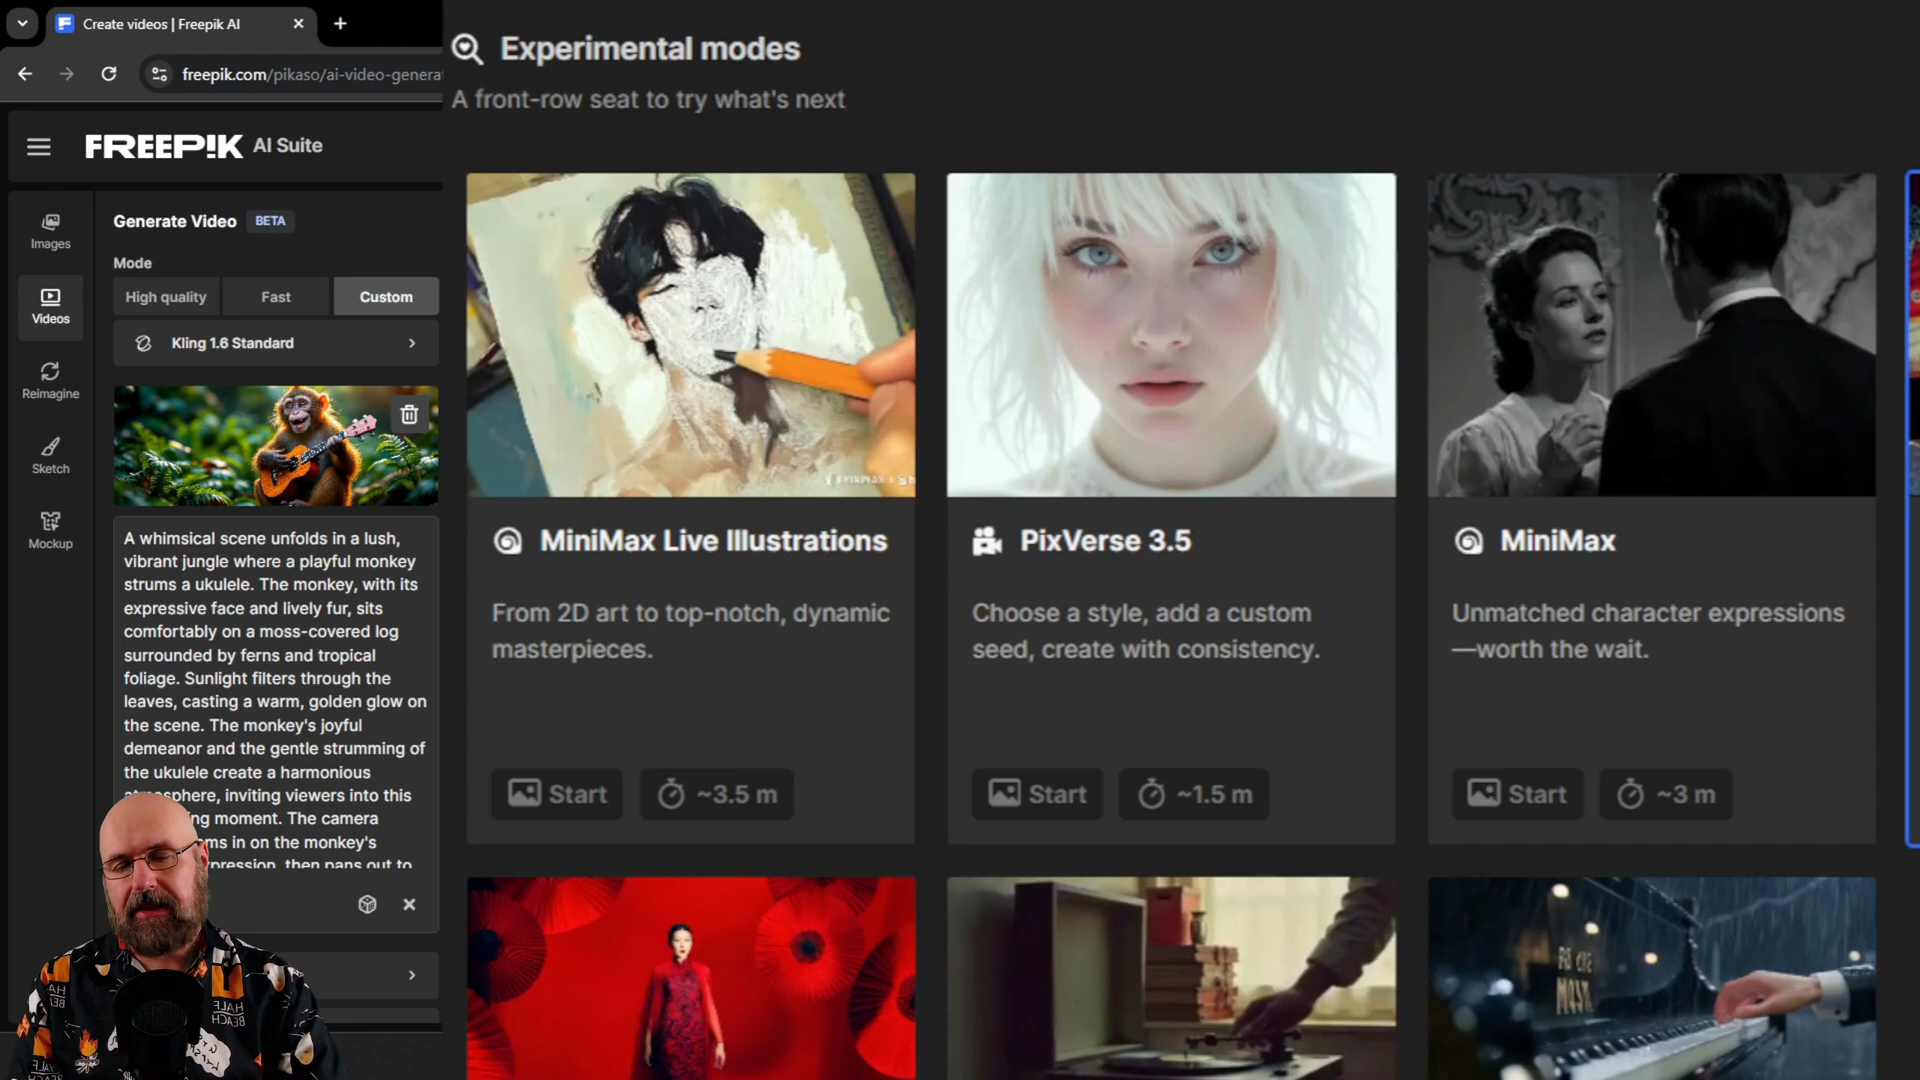 Create videos | Freepik AI
freepik.com/pikaso/ai-video-genera
FREEP!K AI Suite
Images
Videos
Reimagine
Sketch
Mockup
Generate Video BETA
Mode
High quality
Fast
Custom
Kling 1.6 Standard
A whimsical scene unfolds in a lush,
vibrant jungle where a playful monkey
strums a ukulele. The monkey, with its
expressive face and lively fur, sits
comfortably on a moss-covered log
surrounded by ferns and tropical
foliage. Sunlight filters through the
leaves, casting a warm, golden glow on
the scene. The monkey's joyful
demeanor and the gentle strumming of
the ukulele create a harmonious
sphere, inviting viewers into this
ng moment. The camera
ms in on the monkey's
pression, then pans out to
Experimental modes
A front-row seat to try what's next
MiniMax Live Illustrations
From 2D art to top-notch, dynamic
masterpieces.
Start
~3.5 m
PixVerse 3.5
Choose a style, add a custom
seed, create with consistency.
Start
~1.5 m
MiniMax
Unmatched character expressions
—worth the wait.
Start
~3 m